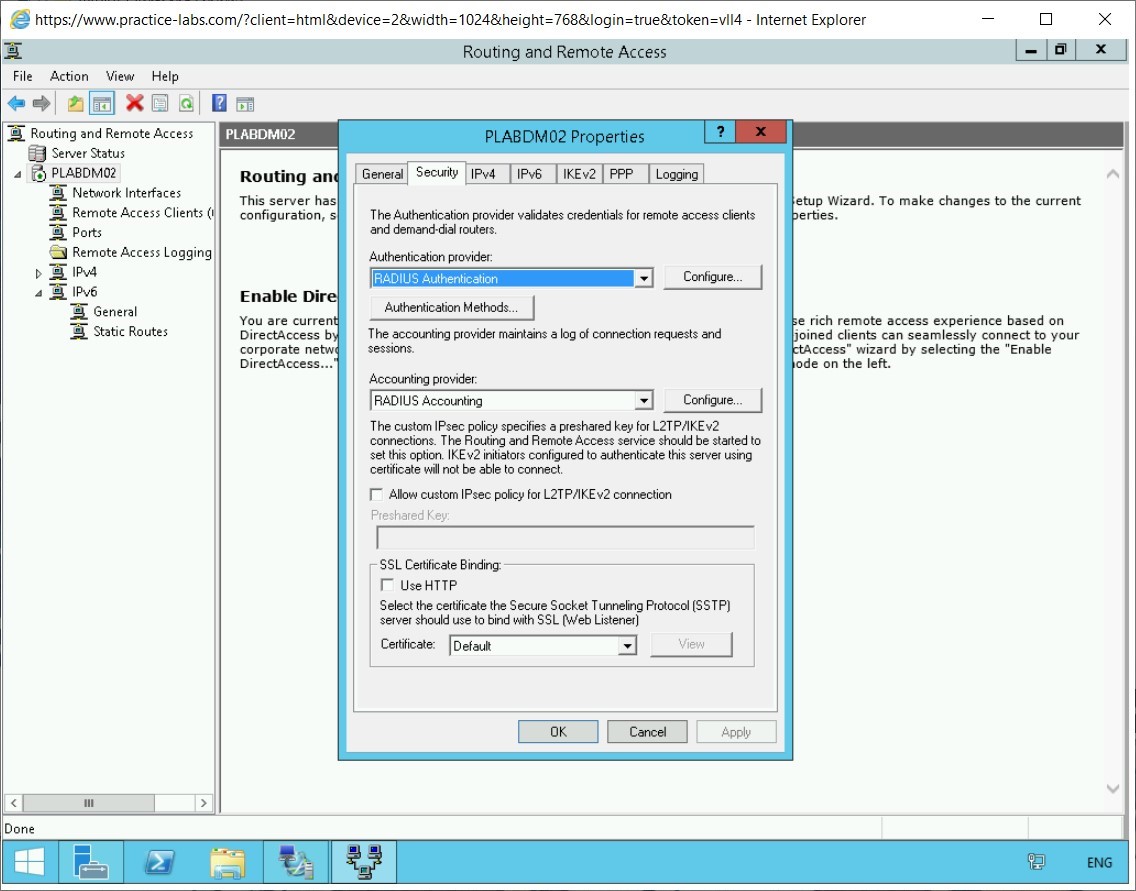 https://www.practice-labs.com/?client=html&device=2&width=1024&height=768&login=true&token=vll4 - Internet Explorer
Routing and Remote Access
File Action View Help
Routing and Remote Access
Server Status
PLABDM02
Network Interfaces
Remote Access Clients (
Ports
Remote Access Logging
IPv4
IPv6
General
Static Routes
PLABDM02
Routing and
This server has
configuration, s
Setup Wizard. To make changes to the current
perties.
Enable Dire
You are current
DirectAccess by
corporate netw
DirectAccess..."
se rich remote access experience based on
joined clients can seamlessly connect to your
ctAccess" wizard by selecting the "Enable
node on the left.
PLABDM02 Properties
?
x
General Security IPv4 IPv6 IKEv2 PPP Logging
The Authentication provider validates credentials for remote access clients
and demand-dial routers.
Authentication provider:
RADIUS Authentication
Configure...
Authentication Methods...
The accounting provider maintains a log of connection requests and
sessions.
Accounting provider:
RADIUS Accounting
Configure...
The custom IPsec policy specifies a preshared key for L2TP/IKEv2
connections. The Routing and Remote Access service should be started to
set this option. IKEv2 initiators configured to authenticate this server using
certificate will not be able to connect.
Allow custom IPsec policy for L2TP/IKEv2 connection
Preshared Key:
SSL Certificate Binding:
Use HTTP
Select the certificate the Secure Socket Tunneling Protocol (SSTP)
server should use to bind with SSL (Web Listener)
Certificate:
Default
View
OK
Cancel
Apply
Done
ENG